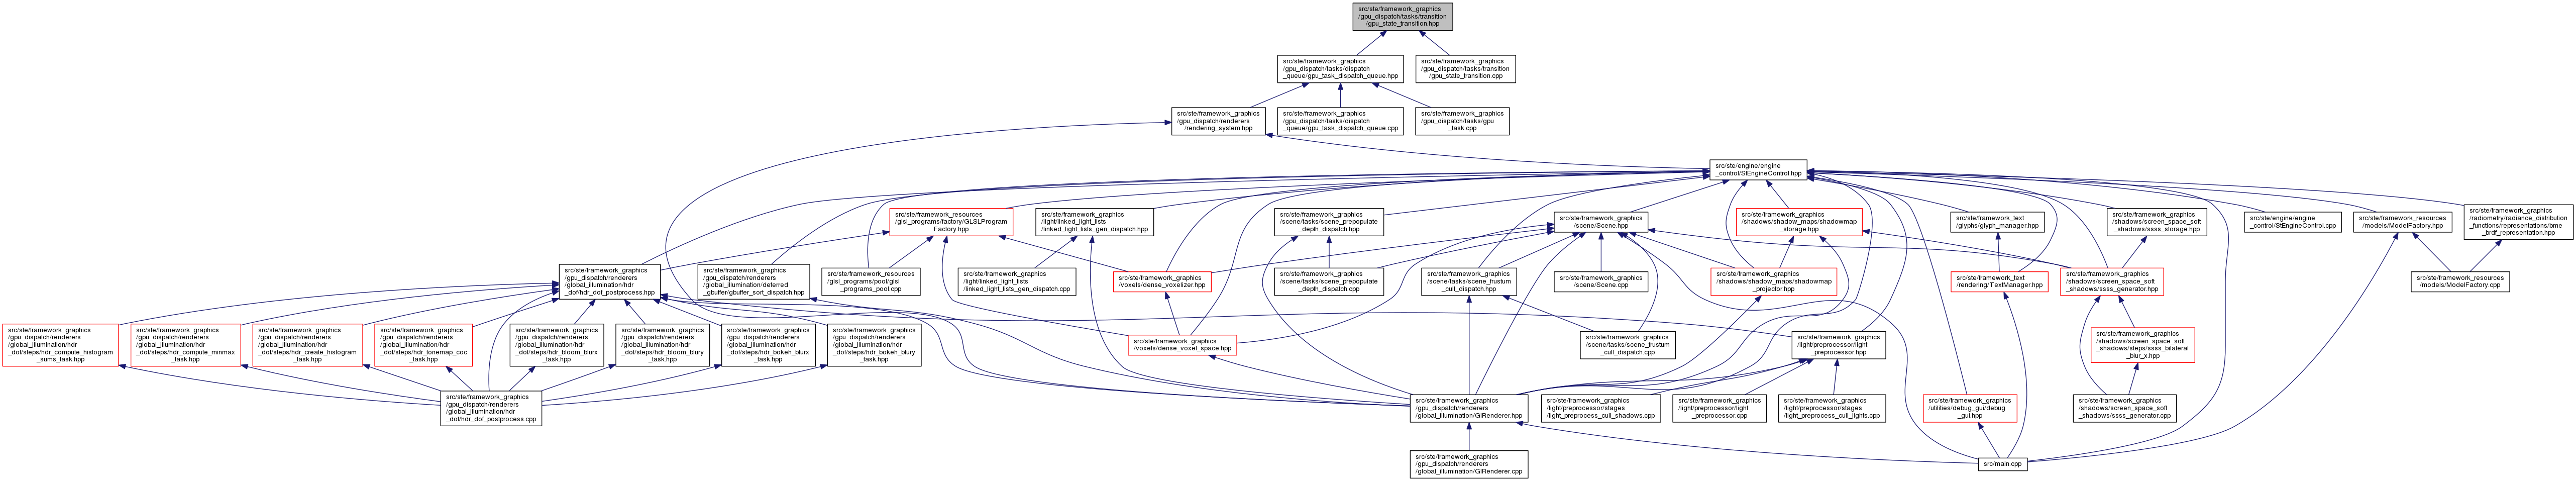 src/ste/framework_graphics
/gpu_dispatch/tasks/transition
/gpu_state_transition.hpp
src/ste/framework_graphics
/gpu_dispatch/tasks/dispatch
_queue/gpu_task_dispatch_queue.hpp
src/ste/framework_graphics
/gpu_dispatch/tasks/transition
/gpu_state_transition.cpp
src/ste/framework_graphics
/gpu_dispatch/renderers
/rendering_system.hpp
src/ste/framework_graphics
/gpu_dispatch/tasks/dispatch
_queue/gpu_task_dispatch_queue.cpp
src/ste/framework_graphics
/gpu_dispatch/tasks/gpu
_task.cpp
src/ste/engine/engine
_control/StEngineControl.hpp
src/ste/framework_resources
/glsl_programs/factory/GLSLProgram
Factory.hpp
src/ste/framework_graphics
/light/linked_light_lists
/linked_light_lists_gen_dispatch.hpp
src/ste/framework_graphics
/scene/tasks/scene_prepopulate
_depth_dispatch.hpp
src/ste/framework_graphics
/scene/Scene.hpp
src/ste/framework_graphics
/shadows/shadow_maps/shadowmap
_storage.hpp
src/ste/framework_text
/glyphs/glyph_manager.hpp
src/ste/framework_graphics
/shadows/screen_space_soft
_shadows/ssss_storage.hpp
src/ste/engine/engine
_control/StEngineControl.cpp
src/ste/framework_resources
/models/ModelFactory.hpp
src/ste/framework_graphics
/radiometry/radiance_distribution
_functions/representations/bme
_brdf_representation.hpp
src/ste/framework_graphics
/gpu_dispatch/renderers
/global_illumination/hdr
_dof/hdr_dof_postprocess.hpp
src/ste/framework_graphics
/gpu_dispatch/renderers
/global_illumination/deferred
_gbuffer/gbuffer_sort_dispatch.hpp
src/ste/framework_resources
/glsl_programs/pool/glsl
_programs_pool.cpp
src/ste/framework_graphics
/light/linked_light_lists
/linked_light_lists_gen_dispatch.cpp
src/ste/framework_graphics
/voxels/dense_voxelizer.hpp
src/ste/framework_graphics
/scene/tasks/scene_prepopulate
_depth_dispatch.cpp
src/ste/framework_graphics
/scene/tasks/scene_frustum
_cull_dispatch.hpp
src/ste/framework_graphics
/scene/Scene.cpp
src/ste/framework_graphics
/shadows/shadow_maps/shadowmap
_projector.hpp
src/ste/framework_text
/rendering/TextManager.hpp
src/ste/framework_graphics
/shadows/screen_space_soft
_shadows/ssss_generator.hpp
src/ste/framework_resources
/models/ModelFactory.cpp
src/ste/framework_graphics
/gpu_dispatch/renderers
/global_illumination/hdr
_dof/steps/hdr_compute_histogram
_sums_task.hpp
src/ste/framework_graphics
/gpu_dispatch/renderers
/global_illumination/hdr
_dof/steps/hdr_compute_minmax
_task.hpp
src/ste/framework_graphics
/gpu_dispatch/renderers
/global_illumination/hdr
_dof/steps/hdr_create_histogram
_task.hpp
src/ste/framework_graphics
/gpu_dispatch/renderers
/global_illumination/hdr
_dof/steps/hdr_tonemap_coc
_task.hpp
src/ste/framework_graphics
/gpu_dispatch/renderers
/global_illumination/hdr
_dof/steps/hdr_bloom_blurx
_task.hpp
src/ste/framework_graphics
/gpu_dispatch/renderers
/global_illumination/hdr
_dof/steps/hdr_bloom_blury
_task.hpp
src/ste/framework_graphics
/gpu_dispatch/renderers
/global_illumination/hdr
_dof/steps/hdr_bokeh_blurx
_task.hpp
src/ste/framework_graphics
/gpu_dispatch/renderers
/global_illumination/hdr
_dof/steps/hdr_bokeh_blury
_task.hpp
src/ste/framework_graphics
/voxels/dense_voxel_space.hpp
src/ste/framework_graphics
/scene/tasks/scene_frustum
_cull_dispatch.cpp
src/ste/framework_graphics
/light/preprocessor/light
_preprocessor.hpp
src/ste/framework_graphics
/shadows/screen_space_soft
_shadows/steps/ssss_bilateral
_blur_x.hpp
src/ste/framework_graphics
/gpu_dispatch/renderers
/global_illumination/hdr
_dof/hdr_dof_postprocess.cpp
src/ste/framework_graphics
/gpu_dispatch/renderers
/global_illumination/GIRenderer.hpp
src/ste/framework_graphics
/light/preprocessor/stages
/light_preprocess_cull_shadows.cpp
src/ste/framework_graphics
/light/preprocessor/light
_preprocessor.cpp
src/ste/framework_graphics
/light/preprocessor/stages
/light_preprocess_cull_lights.cpp
src/ste/framework_graphics
/utilities/debug_gui/debug
_gui.hpp
src/ste/framework_graphics
/shadows/screen_space_soft
_shadows/ssss_generator.cpp
src/ste/framework_graphics
/gpu_dispatch/renderers
/global_illumination/GIRenderer.cpp
src/main.cpp